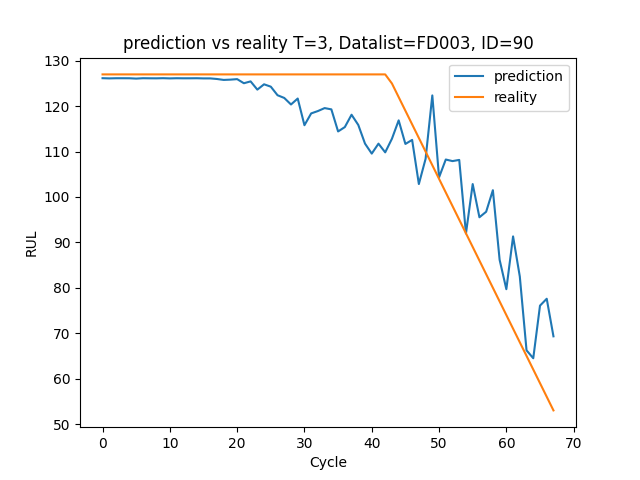 prediction vs reality T=3, Datalist=FD003, ID=90
prediction
reality
RUL
130
120
110
100
90
80
70
60
50
0 10 20 30 40 50 60 70
Cycle